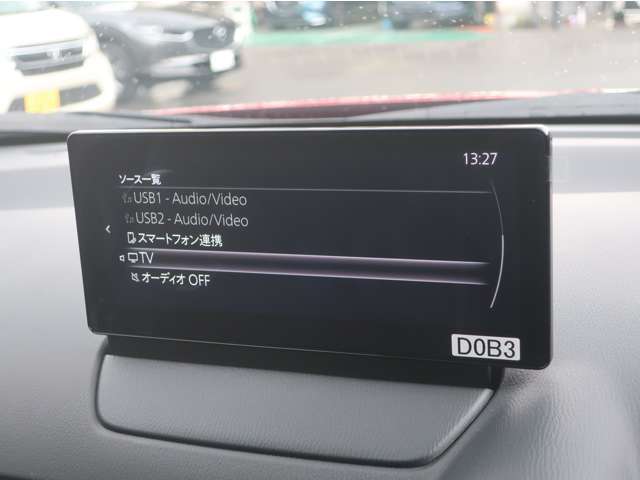 13:27
ソース一覧
USB1 - Audio/Video
USB2 - Audio/Video
スマートフォン連携
TV
オーディオ OFF
D0B3